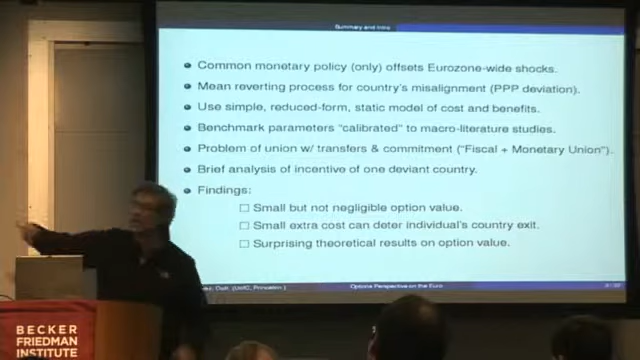 Summary and Intro
Common monetary policy (only) offsets Eurozone-wide shocks.
Mean reverting process for country's misalignment (PPP deviation).
Use simple, reduced-form, static model of cost and benefits.
Benchmark parameters "calibrated" to macro-literature studies.
Problem of union w/ transfers & commitment ("Fiscal + Monetary Union").
Brief analysis of incentive of one deviant country.
Findings:
Small but not negligible option value.
Small extra cost can deter individual's country exit.
Surprising theoretical results on option value.
Options Perspective on the Euro
BECKER
FRIEDMAN
INSTITUTE